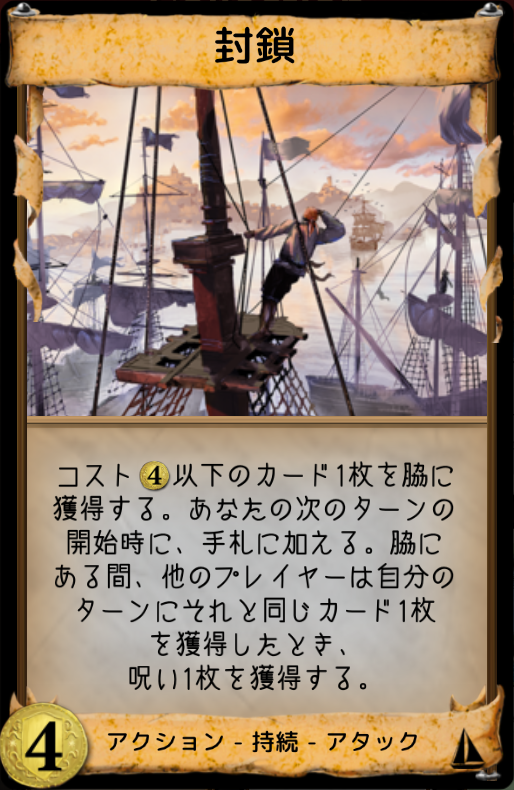 封鎖
コスト4以下のカード1枚を脇に
獲得する。あなたの次のターンの
開始時に、手札に加える。脇に
ある間、他のプレイヤーは自分の
ターンにそれと同じカード1枚
を獲得したとき、
呪い1枚を獲得する。
4 アクション - 持続 - アタック